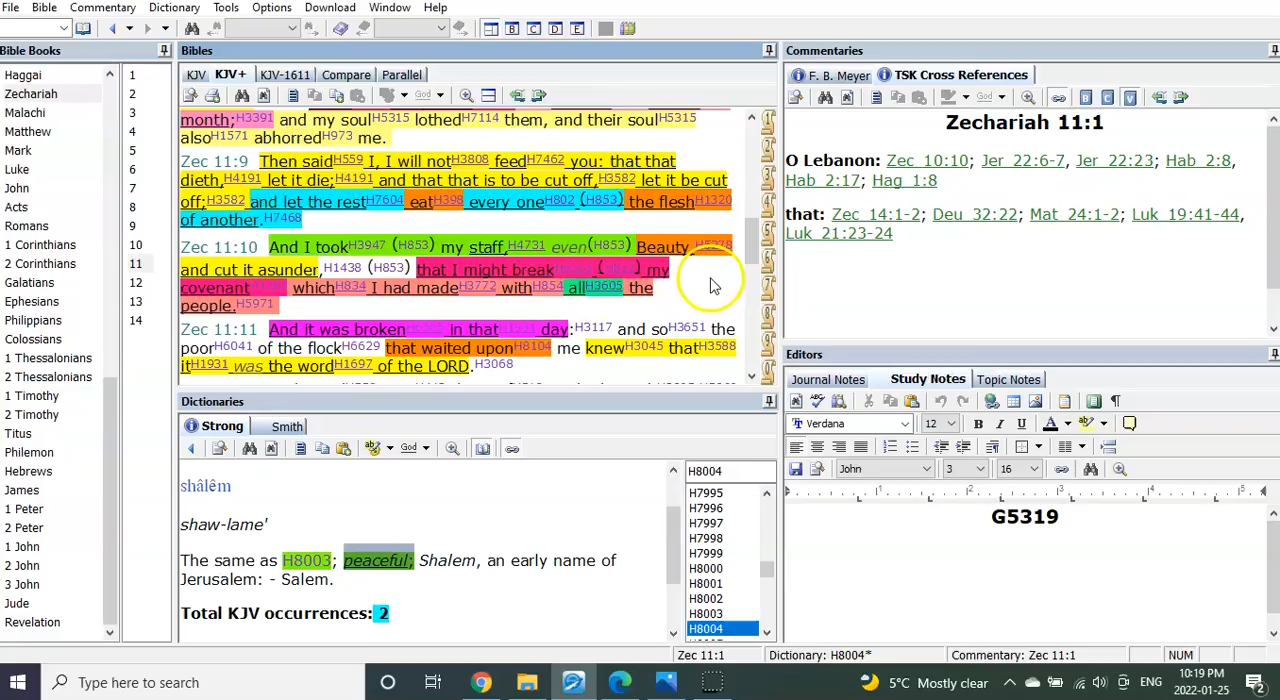 File Bible Commentary Dictionary Tools Options Download Window Help
Bible Books
Haggai
Zechariah
Malachi
Matthew
Mark
Luke
John
Acts
Romans
1 Corinthians
2 Corinthians
Galatians
Ephesians
Philippians
Colossians
1 Thessalonians
2 Thessalonians
1 Timothy
2 Timothy
Titus
Philemon
Hebrews
James
1 Peter
2 Peter
1 John
2 John
3 John
Jude
Revelation
1
2
3
4
5
6
7
8
9
10
11
12
13
14
Bibles
KJV KJV+ KJV-1611 Compare Parallel
month;H3391 and my soulH5315 lothedH7114 them, and their soulH5315
alsoH1571 abhorredH973 me.
Zec 11:9 Then saidH559 I, I will notH3808 feedH7462 you: that that
dieth,H4191 let it die;H4191 and that that is to be cut off,H3582 let it be cut
off;H3582 and let the restH7604 eatH398 every oneH802 (H853) the fleshH1320
of another.H7468
Zec 11:10 And I tookH3947 (H853) my staff,H4731 even(H853) Beauty,
and cut it asunder,H1438 (H853) that I might break my
covenant whichH834 I had madeH3772 withH854 allH3605 the
people.H5971
Zec 11:11 And it was broken in that day:H3117 and soH3651 the
poorH6041 of the flockH6629 that waited uponH8104 me knewH3045 thatH3588
itH1931 was the wordH1697 of the LORD.H3068
Dictionaries
Strong Smith
shâlêm
shaw-lame'
The same as H8003; peaceful; Shalem, an early name of
Jerusalem: - Salem.
Total KJV occurrences: 2
H8004
H7995
H7996
H7997
H7998
H7999
H8000
H8001
H8002
H8003
H8004
Commentaries
F. B. Meyer TSK Cross References
Zechariah 11:1
O Lebanon: Zec 10:10; Jer 22:6-7, Jer 22:23; Hab 2:8,
Hab 2:17; Hag 1:8
that: Zec 14:1-2; Deu 32:22; Mat 24:1-2; Luk 19:41-44,
Luk 21:23-24
Editors
Journal Notes Study Notes Topic Notes
Verdana 12 B I U A
John 3 16
1 2 3 4 5
G5319
Zec 11:1 Dictionary: H8004* Commentary: Zec 11:1 NUM
Type here to search
5°C Mostly clear ENG 10:19 PM
2022-01-25 2